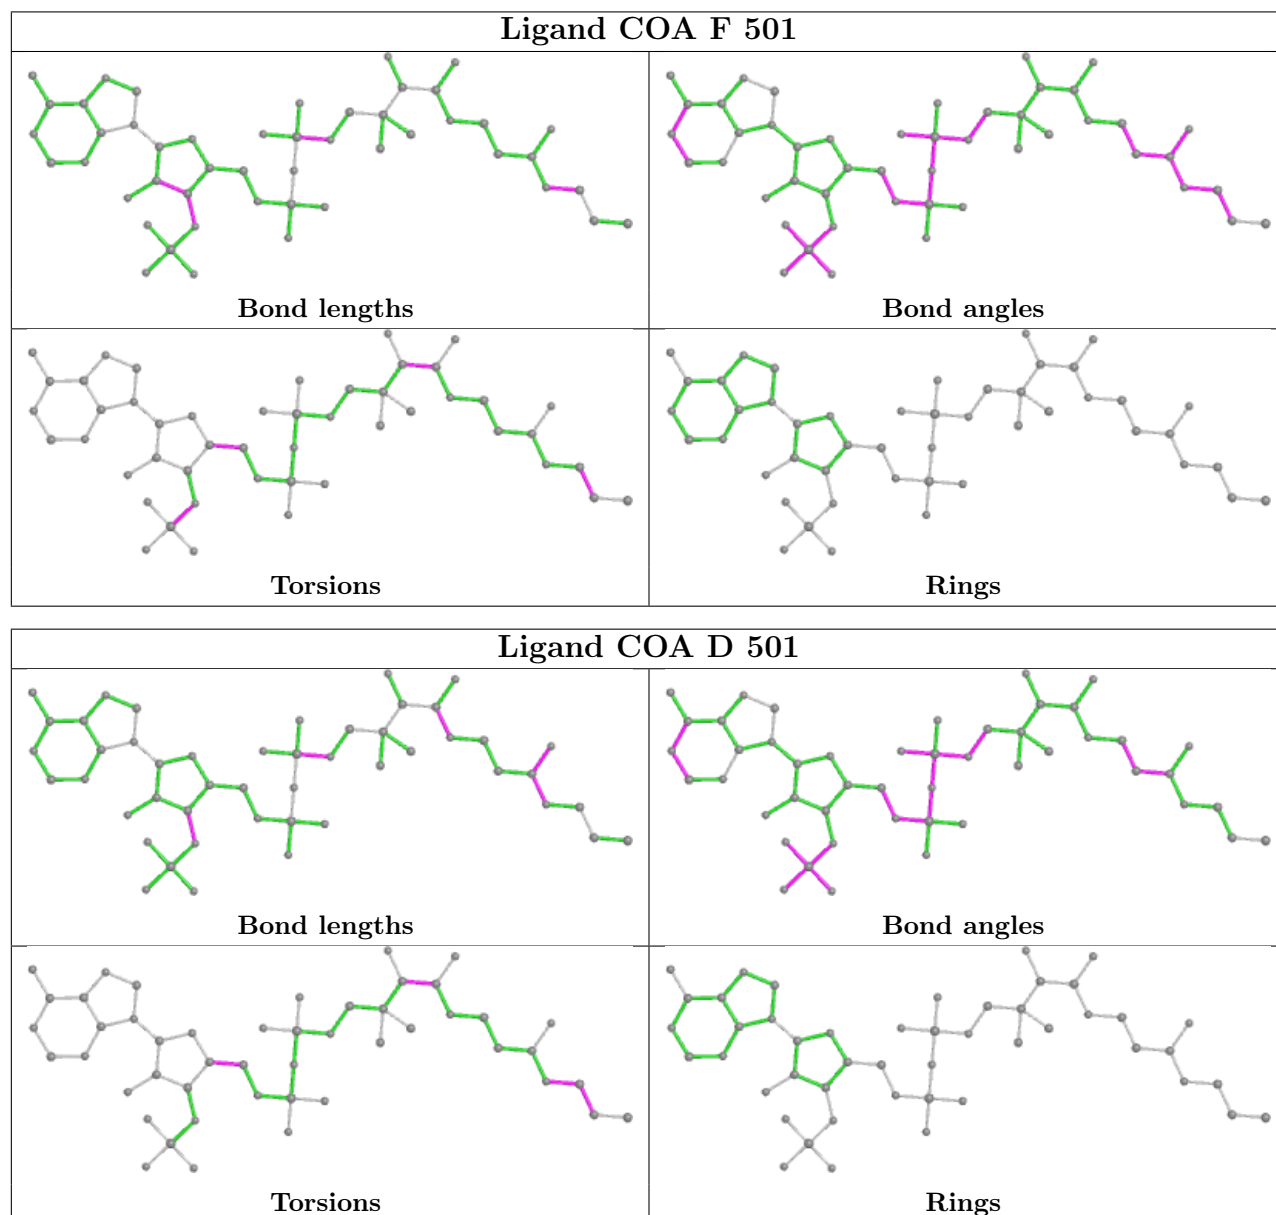 Ligand COA F 501
Bond lengths
Bond angles
Torsions
Rings
Ligand COA D 501
Bond lengths
Bond angles
Torsions
Rings